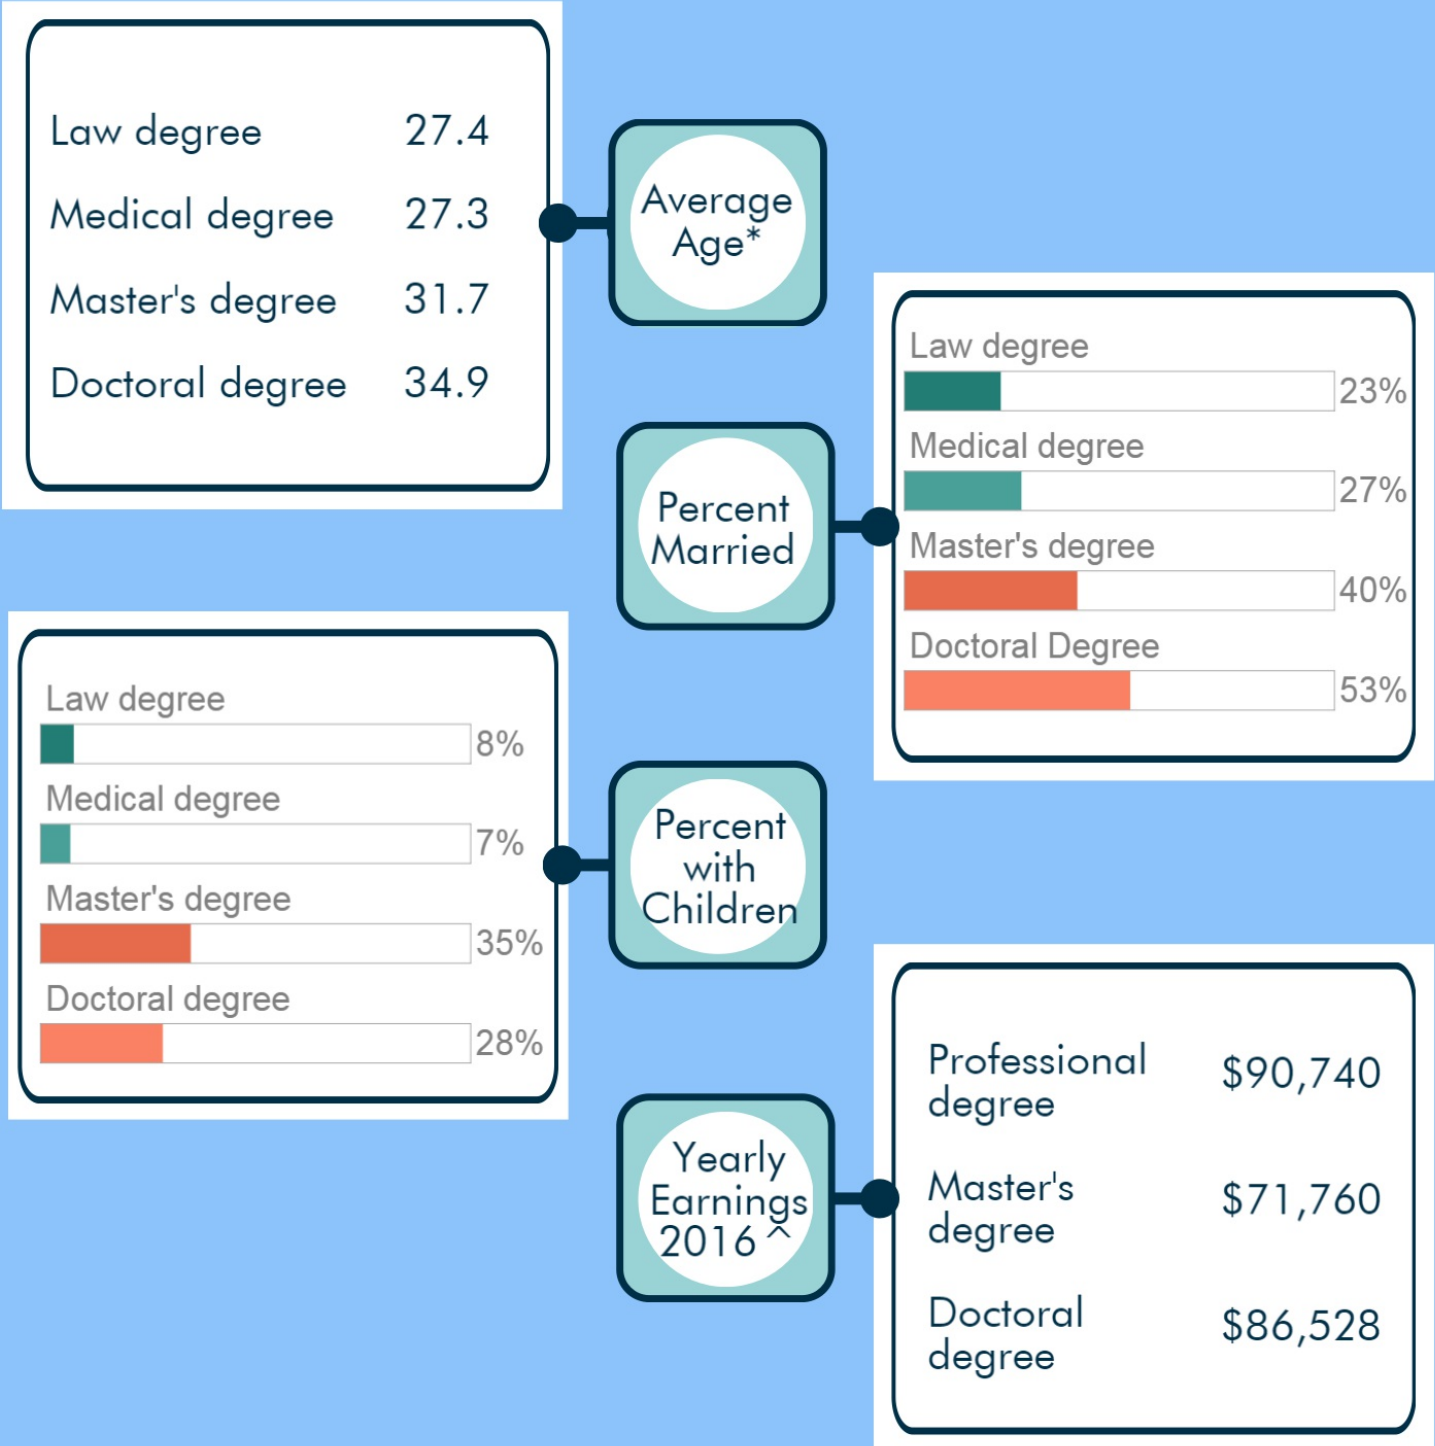 Law degree 27.4
Medical degree 27.3
Master's degree 31.7
Doctoral degree 34.9
Average
Age*
Law degree
23%
Medical degree
27%
Master's degree
40%
Doctoral Degree
53%
Percent
Married
Law degree
8%
Medical degree
7%
Master's degree
35%
Doctoral degree
28%
Percent
with
Children
Yearly
Earnings
2016 ^
Professional
degree
$90,740
Master's
degree
$71,760
Doctoral
degree
$86,528